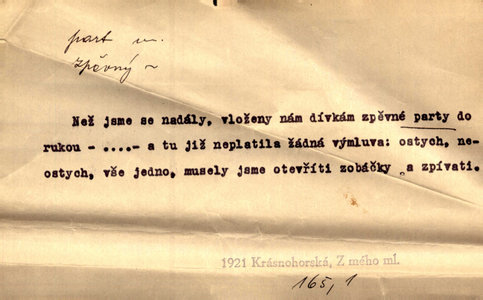 part m.
zpěvný ~
Než jsme se nadály, vloženy nám dívkám zpěvné party do
rukou - ....- a tu již neplatila žádná výmluva: ostych, ne-
ostych, vše jedno, musely jsme otevříti zobáčky a zpívati.
1921 Krásnohorská, Z mého ml.
165,1